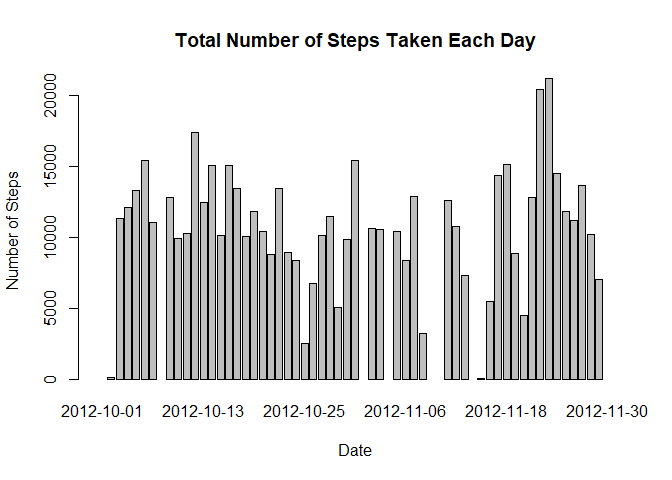 Total Number of Steps Taken Each Day
Number of Steps
20000
15000
10000
5000
0
2012-10-01 2012-10-13 2012-10-25 2012-11-06 2012-11-18 2012-11-30
Date